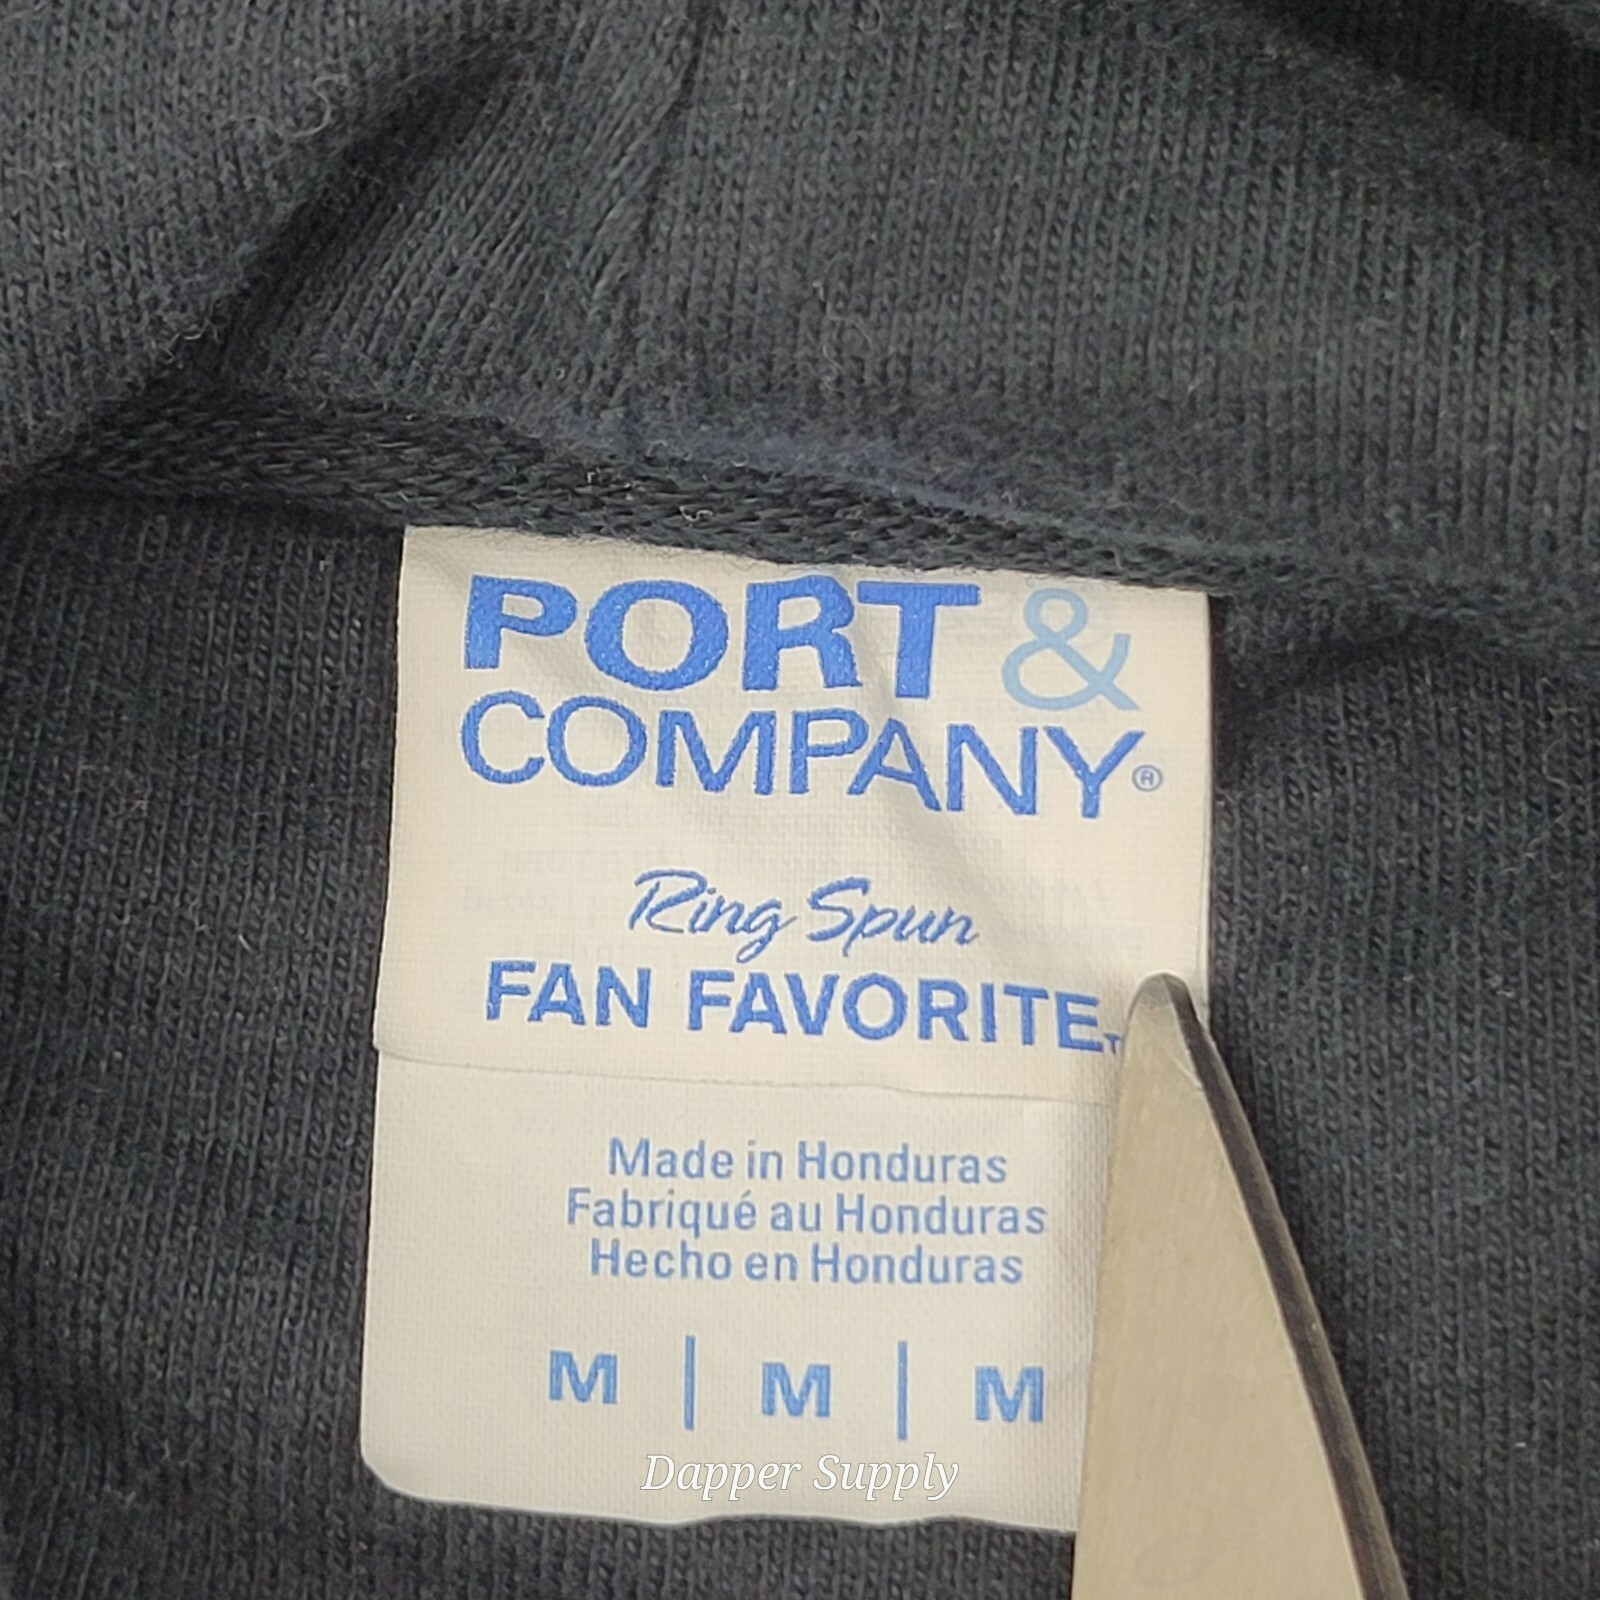 PORT &
COMPANY®
Ring Spun
FAN FAVORITE
Made in Honduras
Fabriqué au Honduras
Hecho en Honduras
M | M | M
Dapper Supply